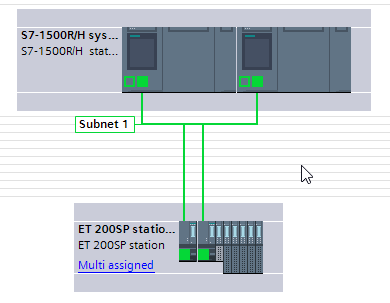 S7-1500R/H sys...
S7-1500R/H stat...
Subnet 1
ET 200SP statio...
ET 200SP station
Multi assigned